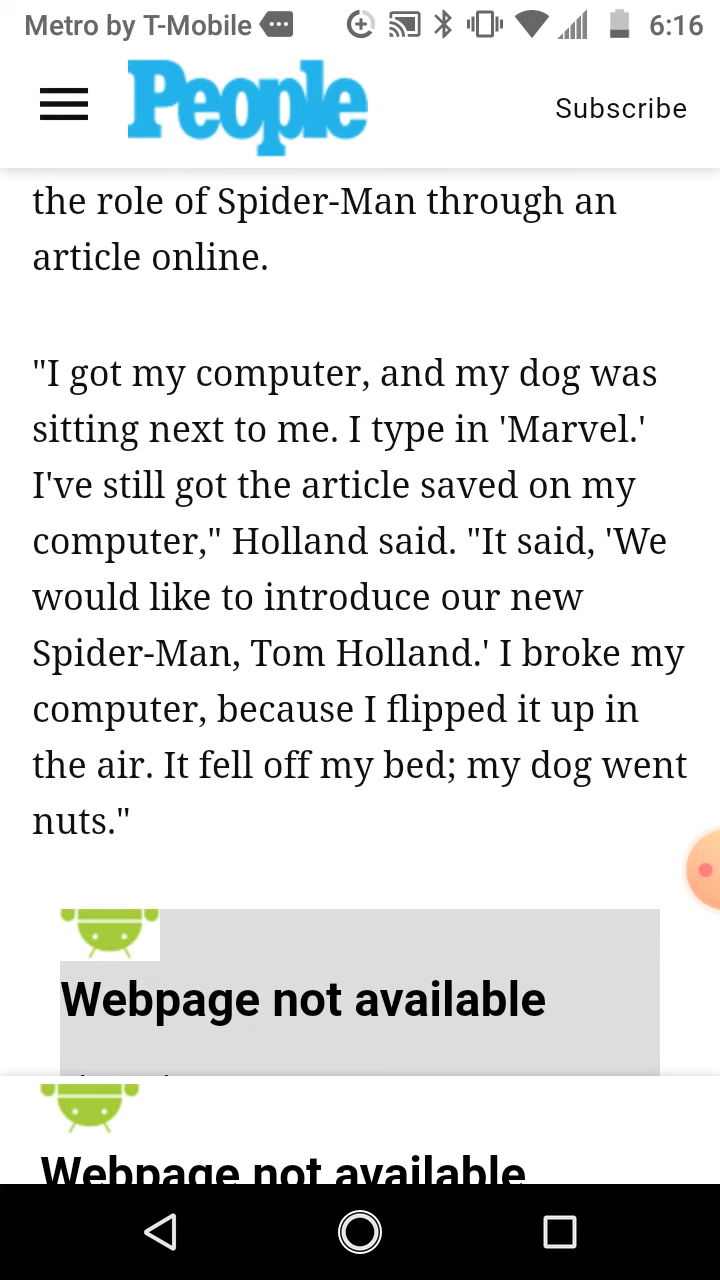 Metro by T-Mobile 6:16
People Subscribe
the role of Spider-Man through an
article online.
"I got my computer, and my dog was
sitting next to me. I type in 'Marvel.'
I've still got the article saved on my
computer," Holland said. "It said, 'We
would like to introduce our new
Spider-Man, Tom Holland.' I broke my
computer, because I flipped it up in
the air. It fell off my bed; my dog went
nuts."
Webpage not available
Webpage not available